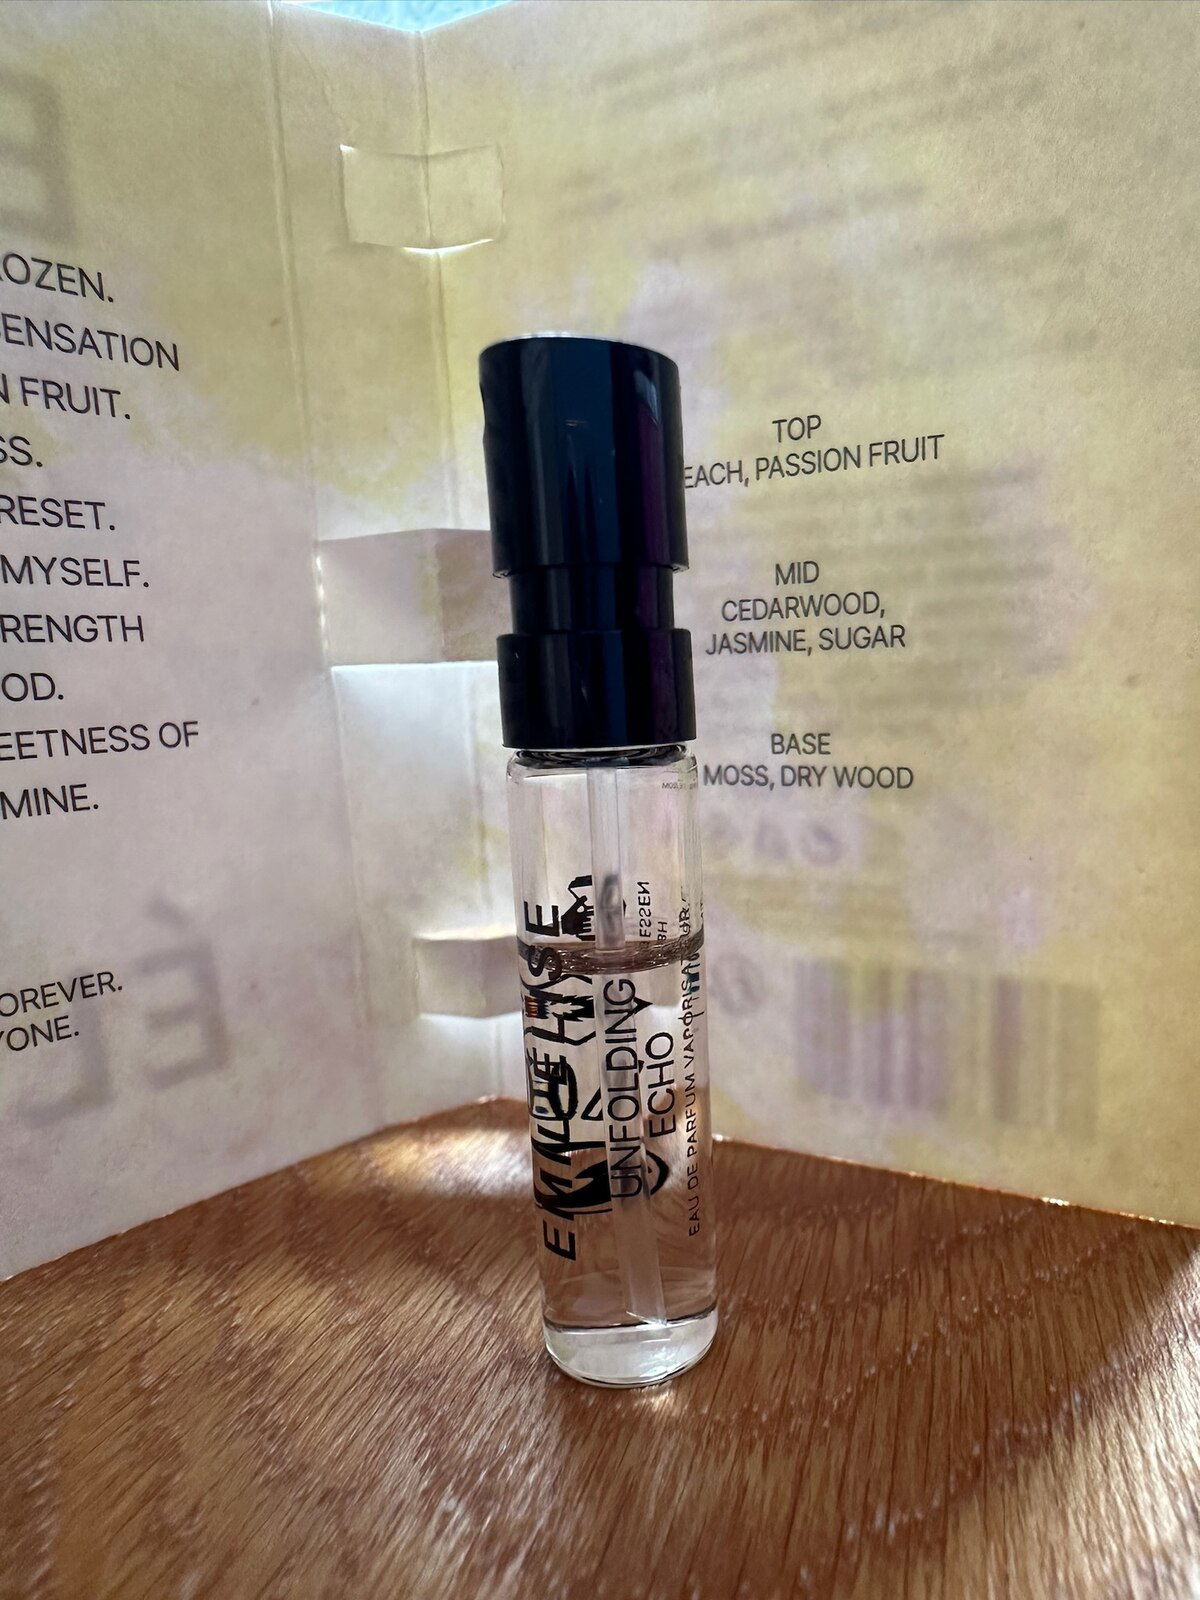 OZEN.
ENSATION
N FRUIT.
SS.
RESET.
MYSELF.
RENGTH
OD.
EETNESS OF
MINE.
OREVER.
YONE.
TOP
EACH, PASSION FRUIT
MID
CEDARWOOD,
JASMINE, SUGAR
BASE
MOSS, DRY WOOD
UNFOLDING
ECHO
EAU DE PARFUM